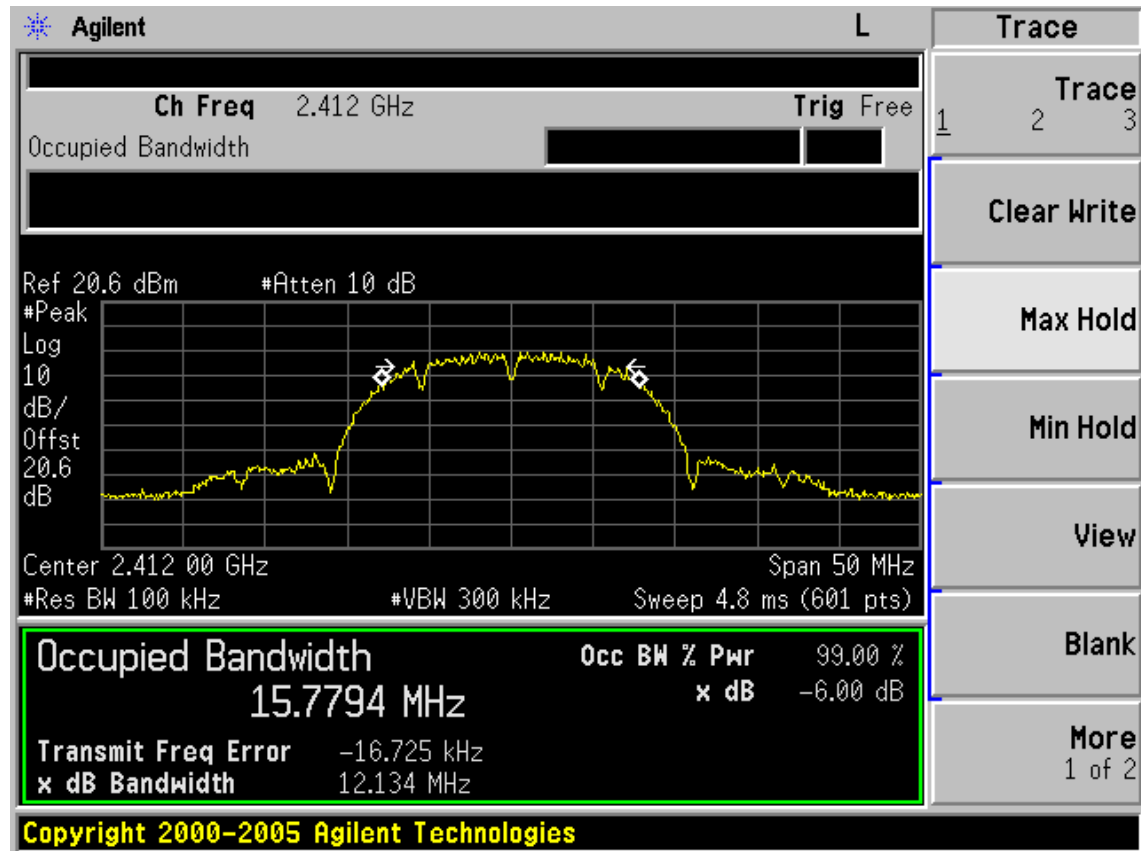 Agilent L Trace
Ch Freq 2.412 GHz Trig Free
Occupied Bandwidth
Trace
1 2 3
Clear Write
Ref 20.6 dBm #Atten 10 dB
#Peak
Log
10
dB/
Offst
20.6
dB
Max Hold
Min Hold
View
Center 2.412 00 GHz Span 50 MHz
#Res BW 100 kHz #VBW 300 kHz Sweep 4.8 ms (601 pts)
Occupied Bandwidth Occ BW % Pwr 99.00 %
15.7794 MHz x dB -6.00 dB
Transmit Freq Error -16.725 kHz
x dB Bandwidth 12.134 MHz
Blank
More
1 of 2
Copyright 2000-2005 Agilent Technologies